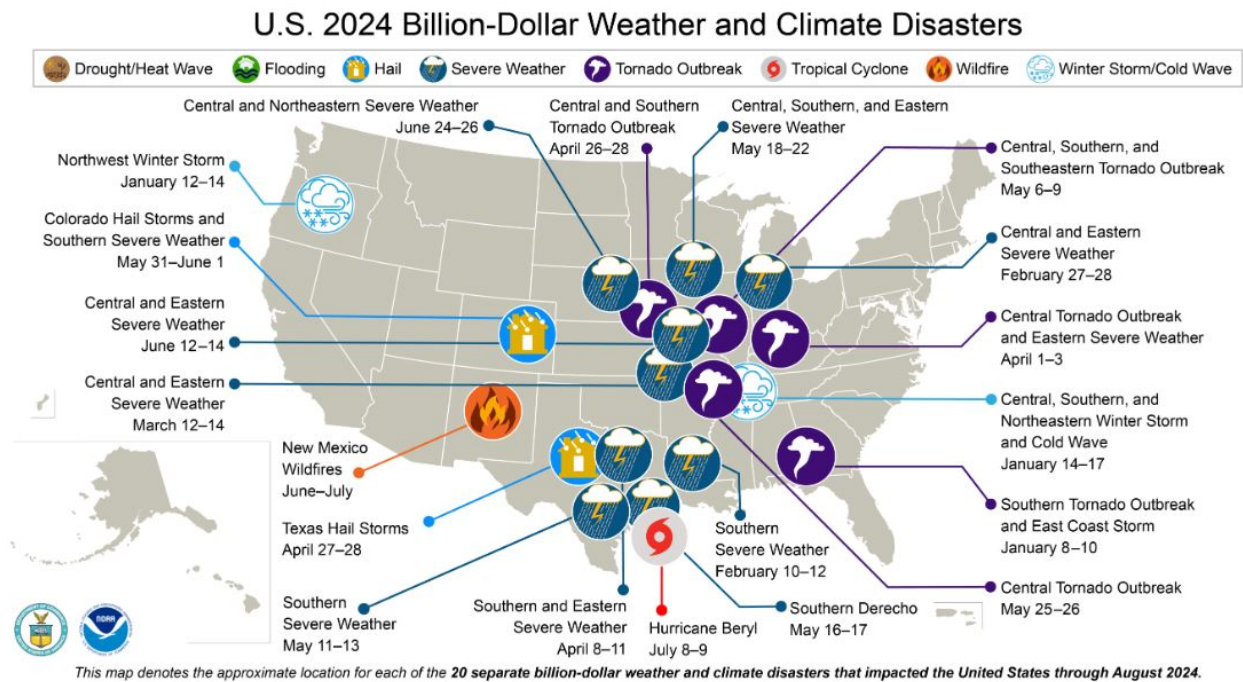 U.S. 2024 Billion-Dollar Weather and Climate Disasters
Drought/Heat Wave
Flooding
Hail
Severe Weather
Tornado Outbreak
Tropical Cyclone
Wildfire
Winter Storm/Cold Wave
Central and Northeastern Severe Weather
June 24–26
Central and Southern
Tornado Outbreak
April 26–28
Central, Southern, and Eastern
Severe Weather
May 18–22
Northwest Winter Storm
January 12–14
Colorado Hail Storms and
Southern Severe Weather
May 31–June 1
Central and Eastern
Severe Weather
June 12–14
Central and Eastern
Severe Weather
March 12–14
New Mexico
Wildfires
June–July
Texas Hail Storms
April 27–28
Southern
Severe Weather
May 11–13
Southern and Eastern
Severe Weather
April 8–11
Hurricane Beryl
July 8–9
Southern
Severe Weather
February 10–12
Southern Derecho
May 16–17
Central, Southern, and
Southeastern Tornado Outbreak
May 6–9
Central and Eastern
Severe Weather
February 27–28
Central Tornado Outbreak
and Eastern Severe Weather
April 1–3
Central, Southern, and
Northeastern Winter Storm
and Cold Wave
January 14–17
Southern Tornado Outbreak
and East Coast Storm
January 8–10
Central Tornado Outbreak
May 25–26
NOAA
This map denotes the approximate location for each of the 20 separate billion-dollar weather and climate disasters that impacted the United States through August 2024.